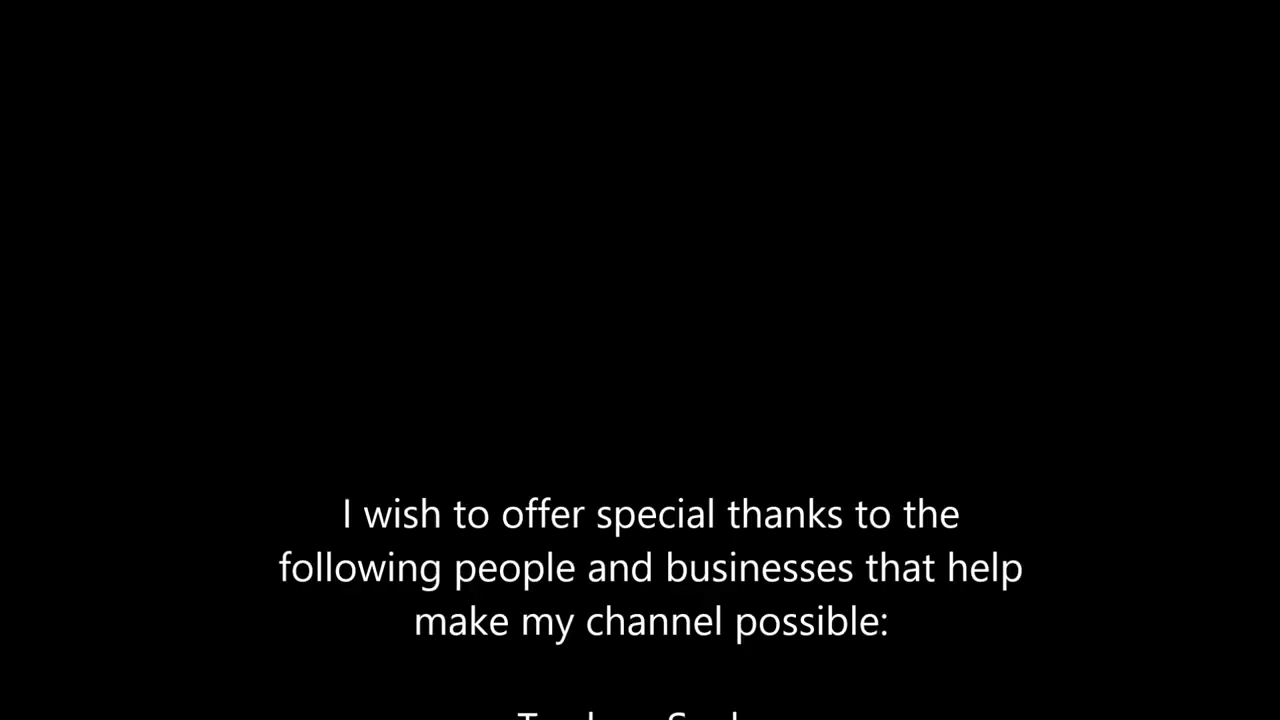 I wish to offer special thanks to the
following people and businesses that help
make my channel possible: